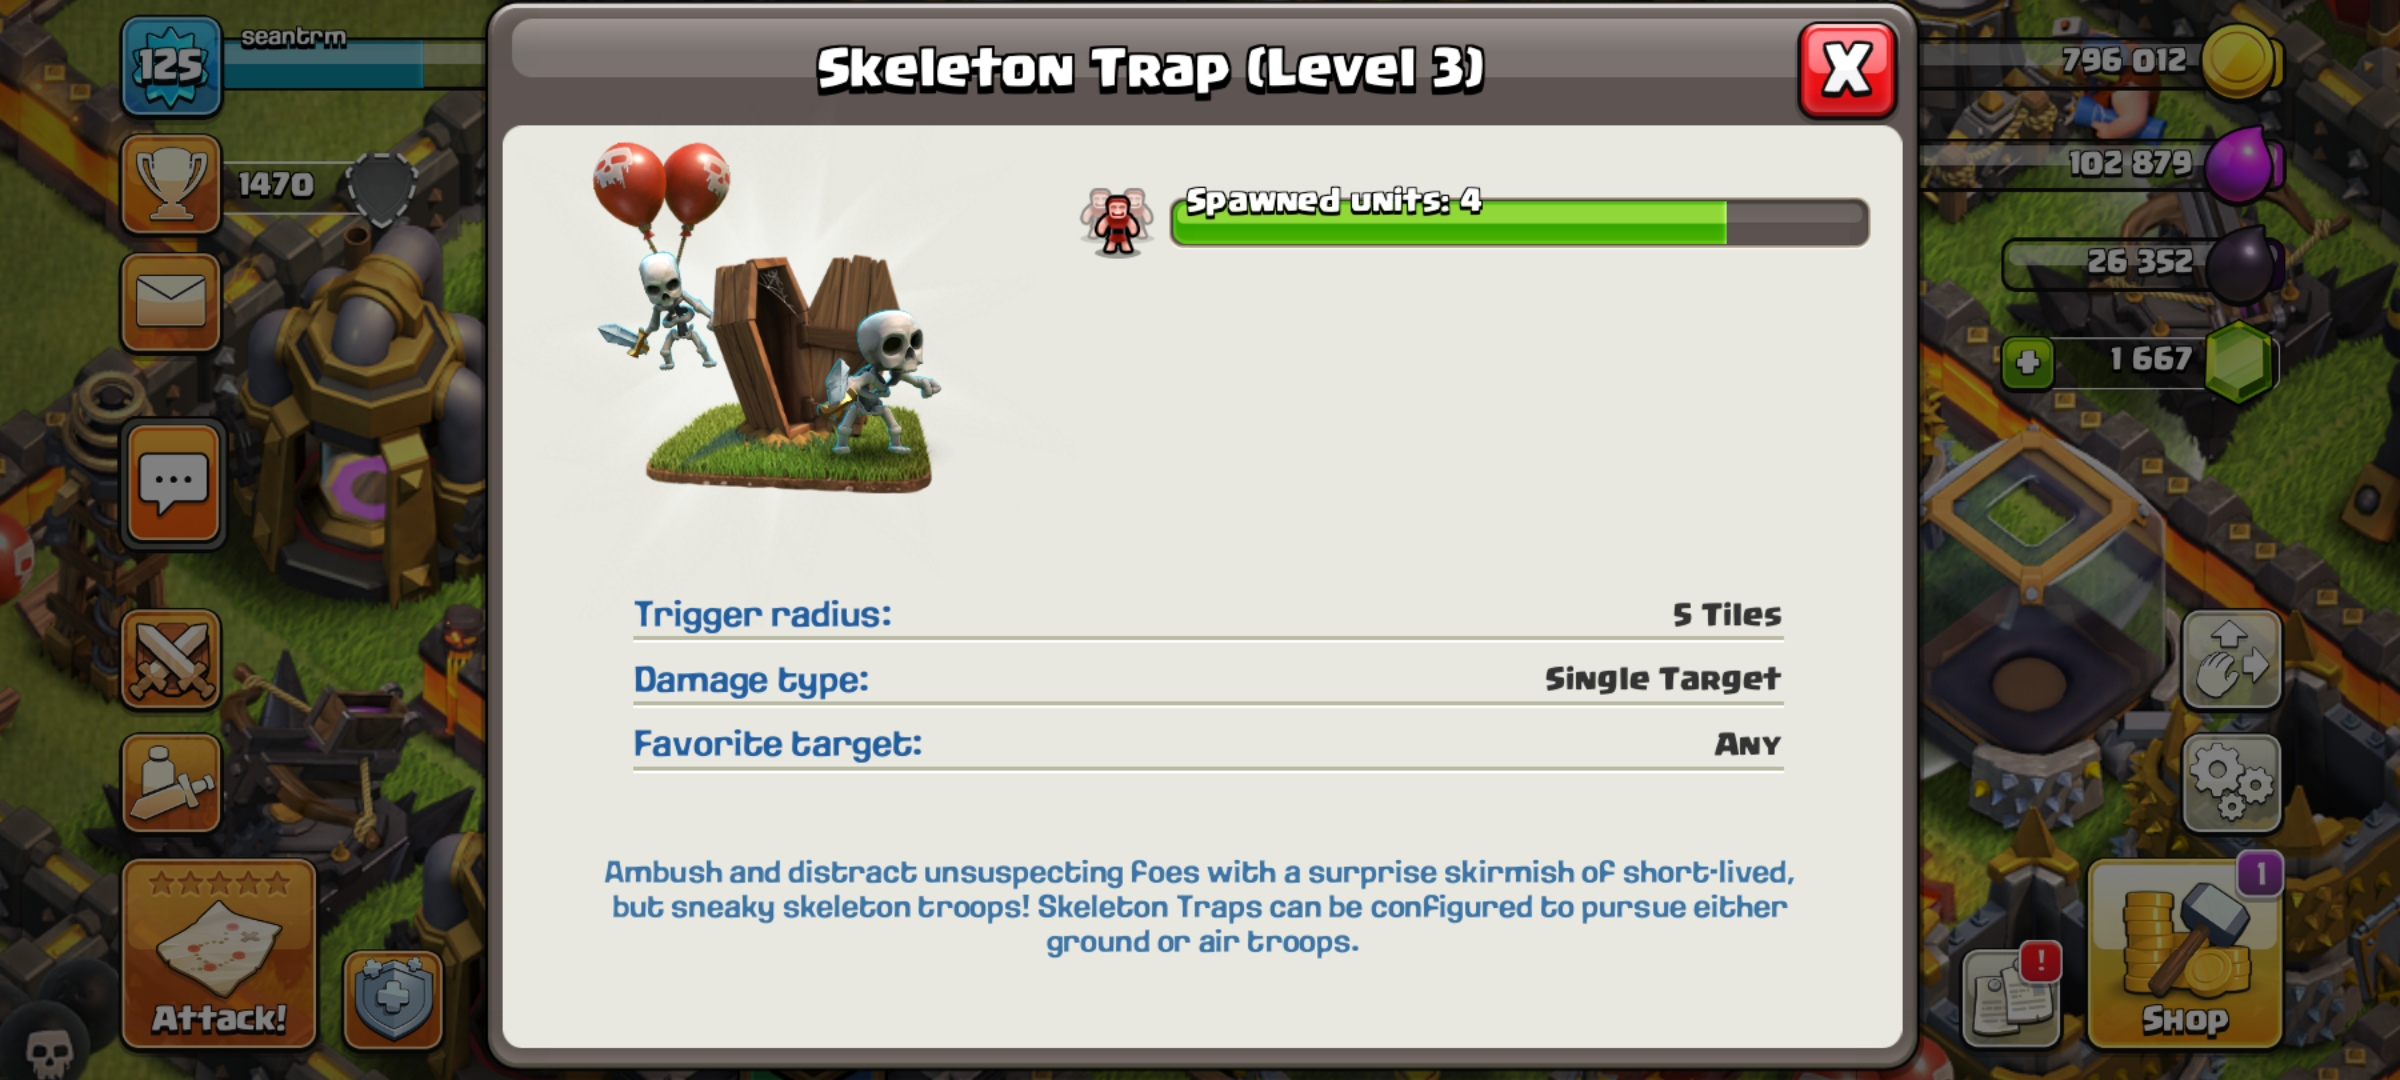 125
seantrm
Skeleton Trap (Level 3)
X
796 012
1470
Spawned units: 4
102 879
26 352
1 667
Trigger radius:
5 Tiles
Damage type:
Single Target
Favorite target:
Any
Ambush and distract unsuspecting foes with a surprise skirmish of short-lived,
but sneaky skeleton troops! Skeleton Traps can be configured to pursue either
ground or air troops.
1
!
Attack!
Shop